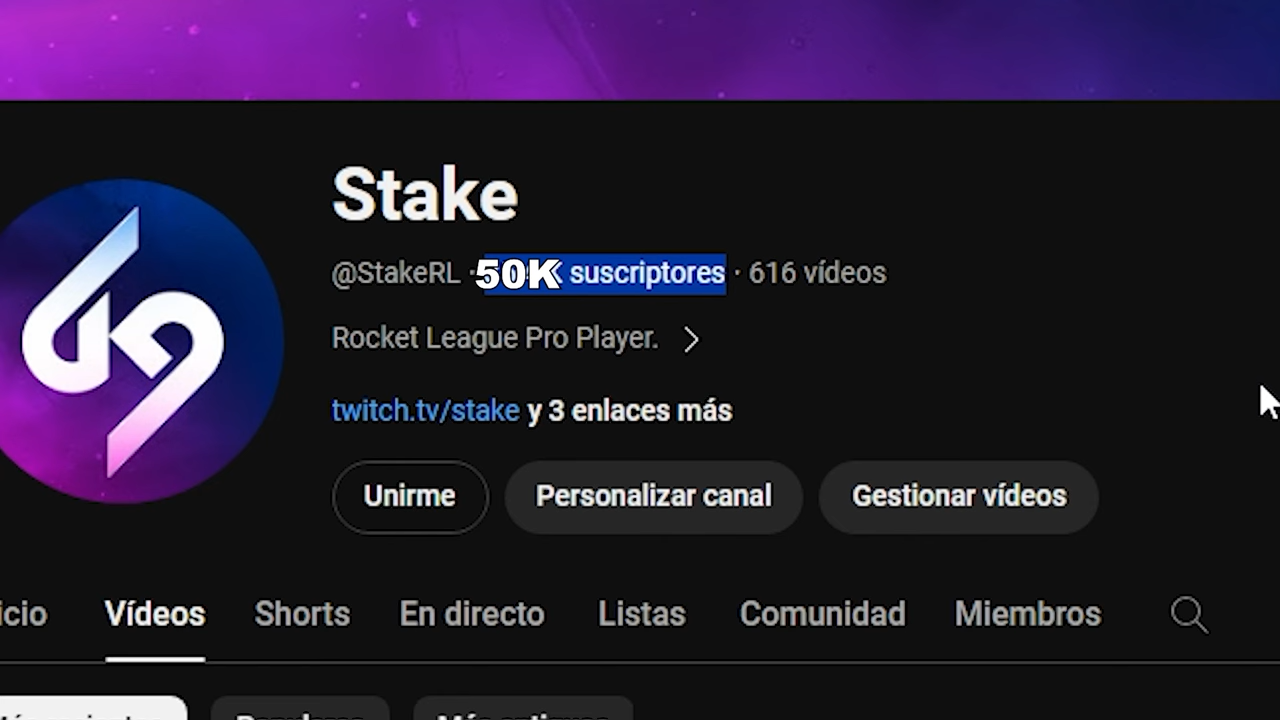 Stake
@StakeRL · 50K suscriptores · 616 vídeos
Rocket League Pro Player.
twitch.tv/stake y 3 enlaces más
Unirme Personalizar canal Gestionar vídeos
icio Vídeos Shorts En directo Listas Comunidad Miembros